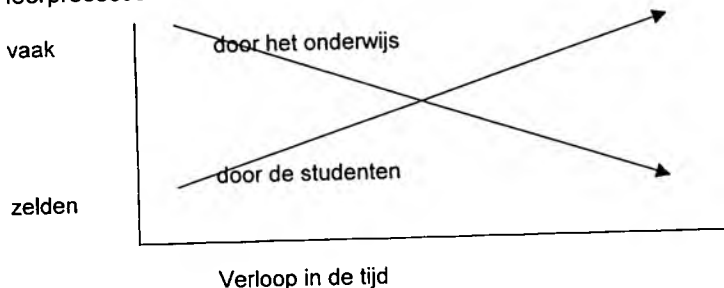 vaak
door het onderwijs
door de studenten
zelden
Verloop in de tijd